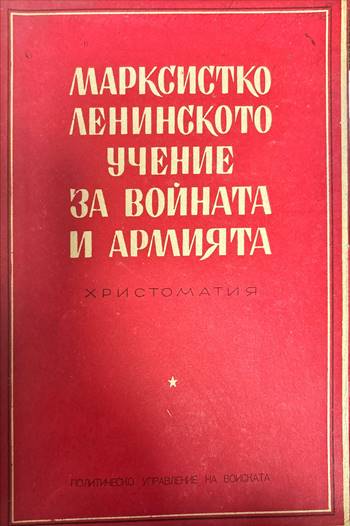 МАРКСИСТКО
ЛЕНИНСКОТО
УЧЕНИЕ
ЗА ВОЙНАТА
И АРМИЯТА
ХРИСТОМАТИЯ
ПОЛИТИЧЕСКО УПРАВЛЕНИЕ НА ВОЙСКАТА